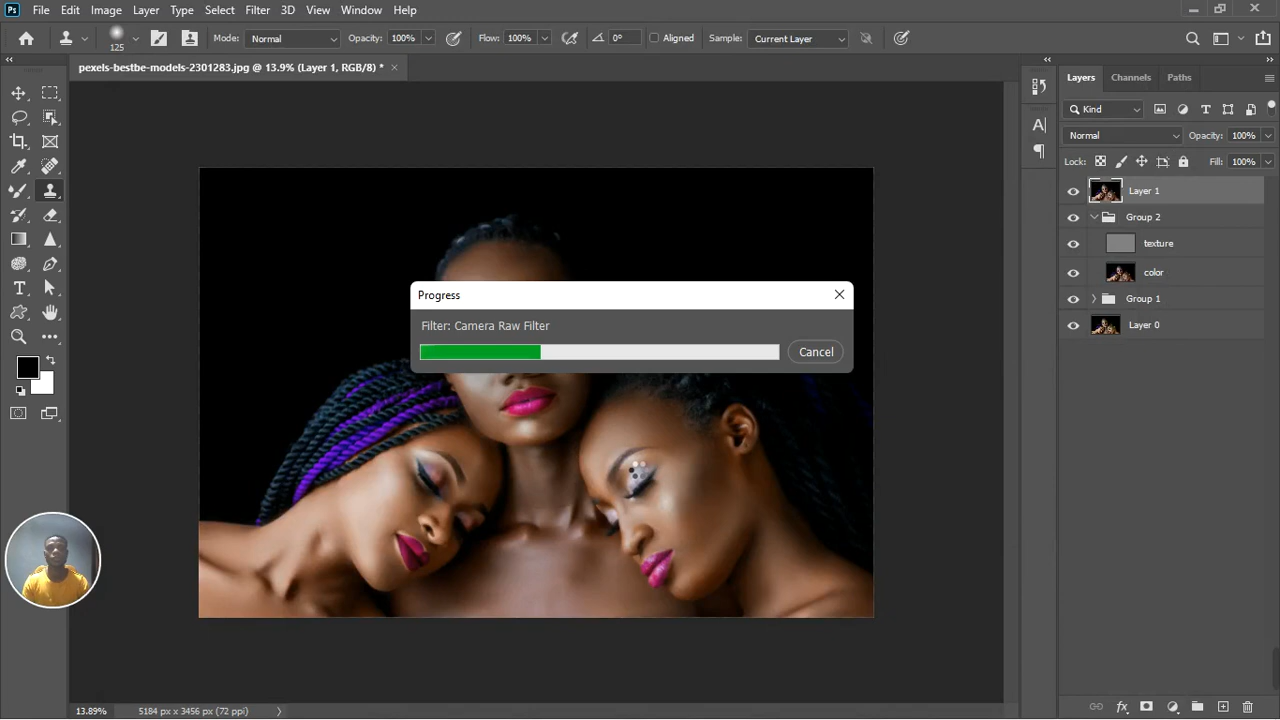 Ps File Edit Image Layer Type Select Filter 3D View Window Help
125 Mode: Normal Opacity: 100% Flow: 100% 0° Aligned Sample: Current Layer
pexels-bestbe-models-2301283.jpg @ 13.9% (Layer 1, RGB/8) *
Layers Channels Paths
Kind
Normal Opacity: 100%
Lock: Fill: 100%
Layer 1
Group 2
texture
color
Group 1
Layer 0
Progress
Filter: Camera Raw Filter
Cancel
13.89% 5184 px x 3456 px (72 ppi)